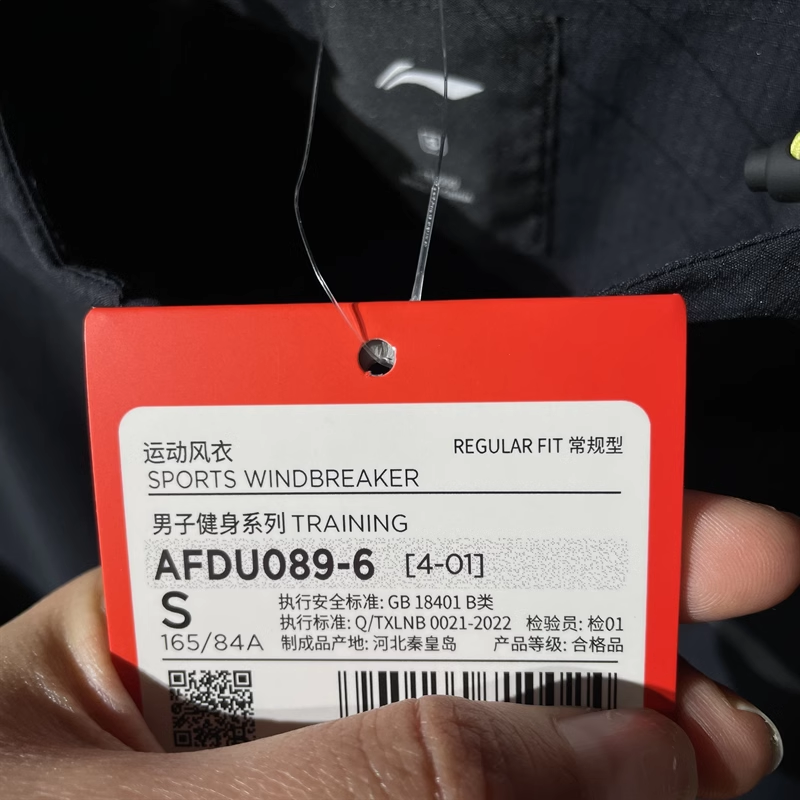 运动风衣
REGULAR FIT 常规型
SPORTS WINDBREAKER
男子健身系列 TRAINING
AFDU089-6 [4-01]
S
165/84A
执行安全标准: GB 18401 B类
执行标准: Q/TXLNB 0021-2022 检验员: 检01
制成品产地: 河北秦皇岛 产品等级: 合格品